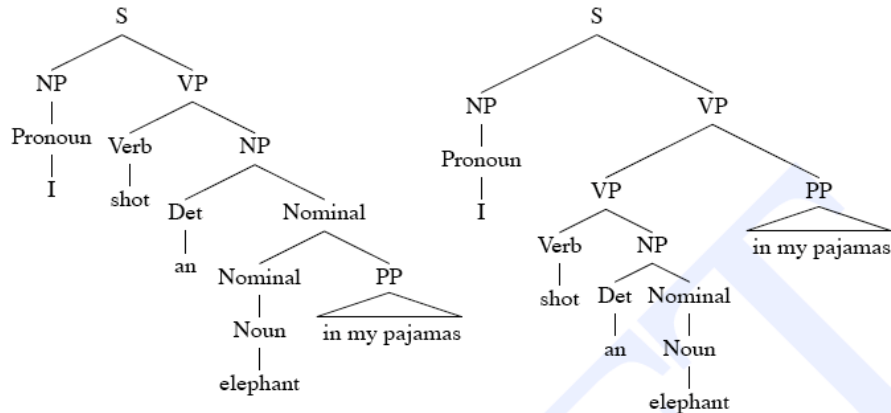 S
NP VP
Pronoun Verb NP
I shot Det Nominal
an Nominal PP
Noun in my pajamas
elephant
S
NP VP
Pronoun VP PP
I Verb NP in my pajamas
shot Det Nominal
an Noun
elephant